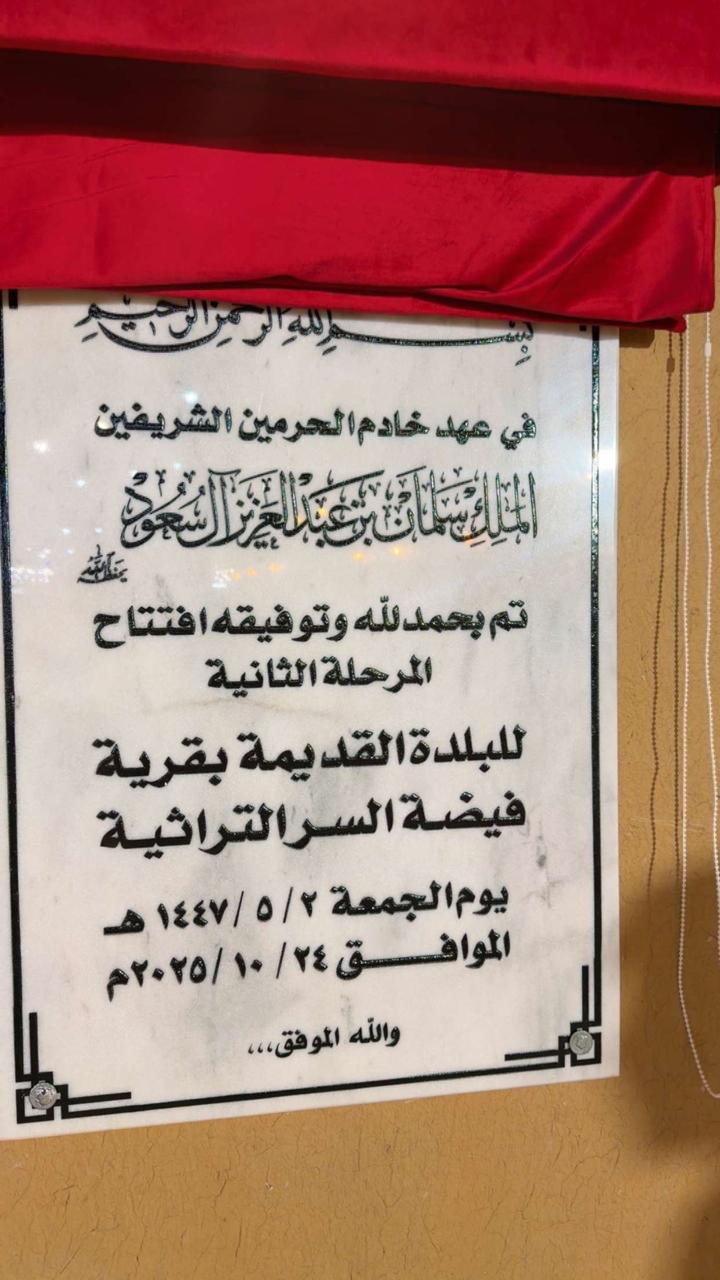 بسم الله الرحمن الرحيم
في عهد خادم الحرمين الشريفين
الملك سلمان بن عبدالعزيز آل سعود
يحفظه الله
تم بحمد لله وتوفيقه افتتاح
المرحلة الثانية
للبلدة القديمة بقرية
فيضة السر التراثية
يوم الجمعة ٢ / ٥ / ١٤٤٧ هـ
الموافـــق ٢٤ / ١٠ / ٢٠٢٥م
والله الموفق,,,